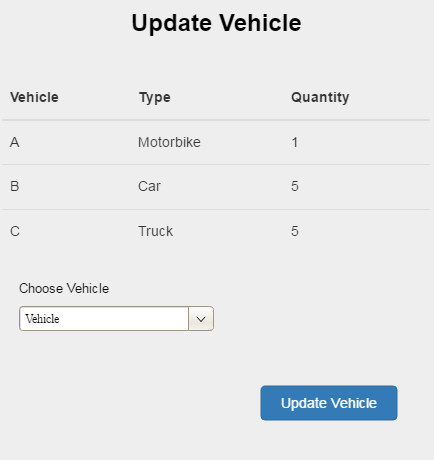 Update Vehicle
Vehicle Type Quantity
A Motorbike 1
B Car 5
C Truck 5
Choose Vehicle
Vehicle
Update Vehicle